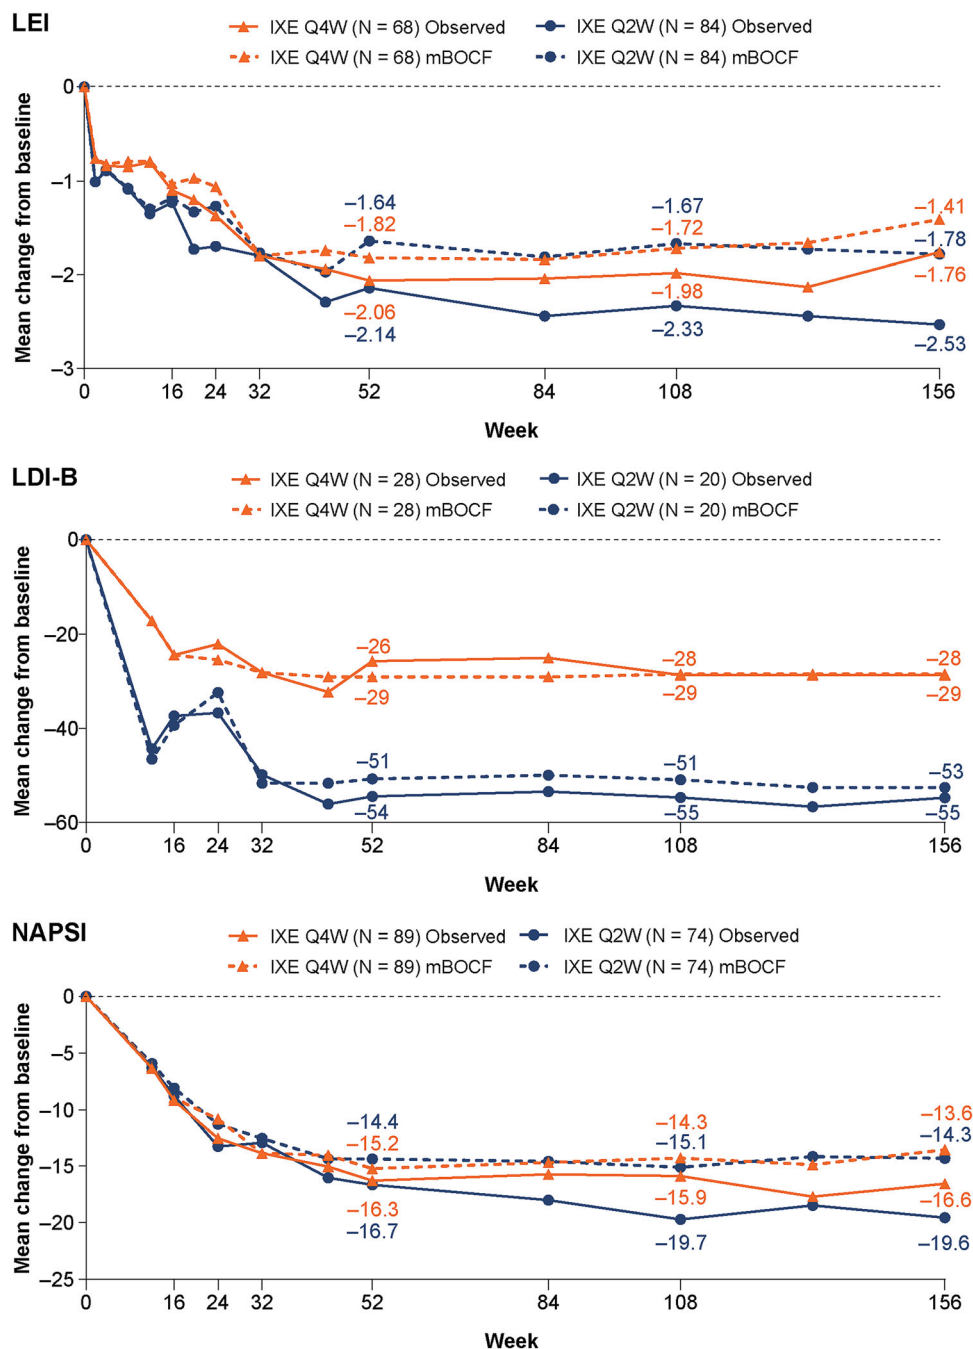 LEI
IXE Q4W (N = 68) Observed
IXE Q2W (N = 84) Observed
IXE Q4W (N = 68) mBOCF
IXE Q2W (N = 84) mBOCF
Mean change from baseline
0
–1
–2
–3
–1.64
–1.82
–2.06
–2.14
–1.67
–1.72
–1.98
–2.33
–1.41
–1.78
–1.76
–2.53
0 16 24 32 52 84 108 156
Week
LDI-B
IXE Q4W (N = 28) Observed
IXE Q2W (N = 20) Observed
IXE Q4W (N = 28) mBOCF
IXE Q2W (N = 20) mBOCF
Mean change from baseline
0
–20
–40
–60
–26
–29
–51
–54
–28
–29
–51
–55
–28
–29
–53
–55
0 16 24 32 52 84 108 156
Week
NAPSI
IXE Q4W (N = 89) Observed
IXE Q2W (N = 74) Observed
IXE Q4W (N = 89) mBOCF
IXE Q2W (N = 74) mBOCF
Mean change from baseline
0
–5
–10
–15
–20
–25
–14.4
–15.2
–16.3
–16.7
–14.3
–15.1
–15.9
–19.7
–13.6
–14.3
–16.6
–19.6
0 16 24 32 52 84 108 156
Week